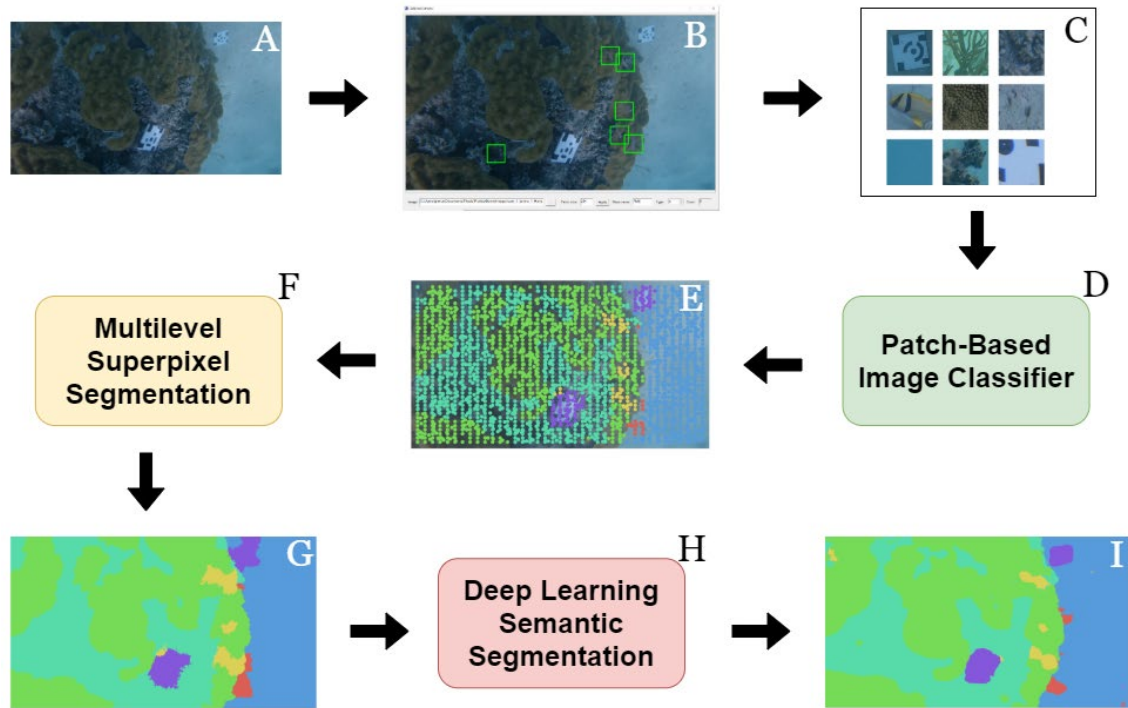 A
B
C
D
Patch-Based
Image Classifier
E
F
Multilevel
Superpixel
Segmentation
G
H
Deep Learning
Semantic
Segmentation
I